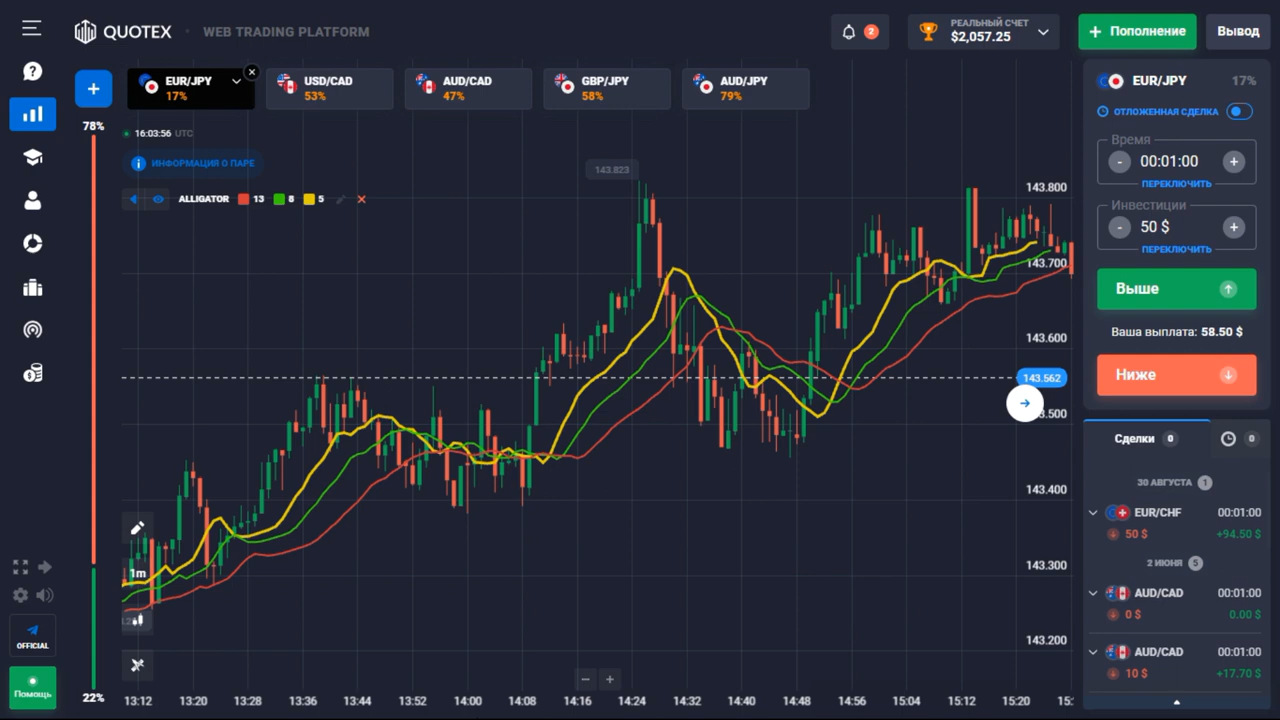 QUOTEX · WEB TRADING PLATFORM
2
РЕАЛЬНЫЙ СЧЕТ
$2,057.25
+ Пополнение
Вывод
+
EUR/JPY
17%
USD/CAD
53%
AUD/CAD
47%
GBP/JPY
58%
AUD/JPY
79%
78%
16:03:56 UTC
ИНФОРМАЦИЯ О ПАРЕ
ALLIGATOR 13 8 5
143.823
143.800
143.700
143.600
143.562
143.500
143.400
143.300
143.200
1m
22%
13:12 13:20 13:28 13:36 13:44 13:52 14:00 14:08 14:16 14:24 14:32 14:40 14:48 14:56 15:04 15:12 15:20 15:
OFFICIAL
Помощь
EUR/JPY 17%
ОТЛОЖЕННАЯ СДЕЛКА
Время
- 00:01:00 +
ПЕРЕКЛЮЧИТЬ
Инвестиции
- 50 $ +
ПЕРЕКЛЮЧИТЬ
Выше
Ваша выплата: 58.50 $
Ниже
Сделки 0
0
30 АВГУСТА 1
EUR/CHF 00:01:00
50 $ +94.50 $
2 ИЮНЯ 5
AUD/CAD 00:01:00
0 $ 0.00 $
AUD/CAD 00:01:00
10 $ +17.70 $